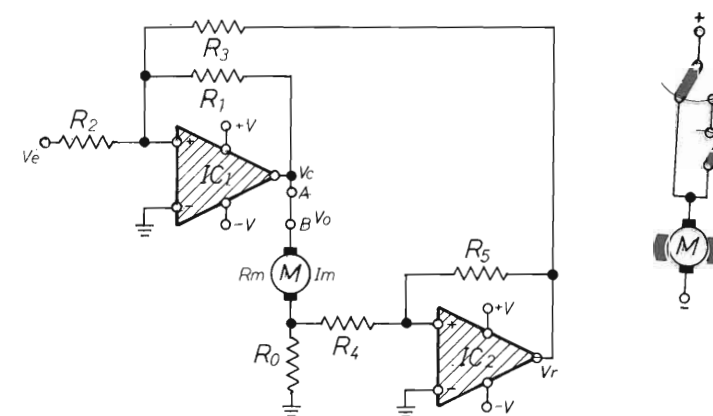 R3
R1
+
R2
+V
Ve
+
IC1
Vc
A
-
-V
B Vo
Rm M Im
R5
M
R0
R4
+
+V
IC2
-
Vr
-V
-